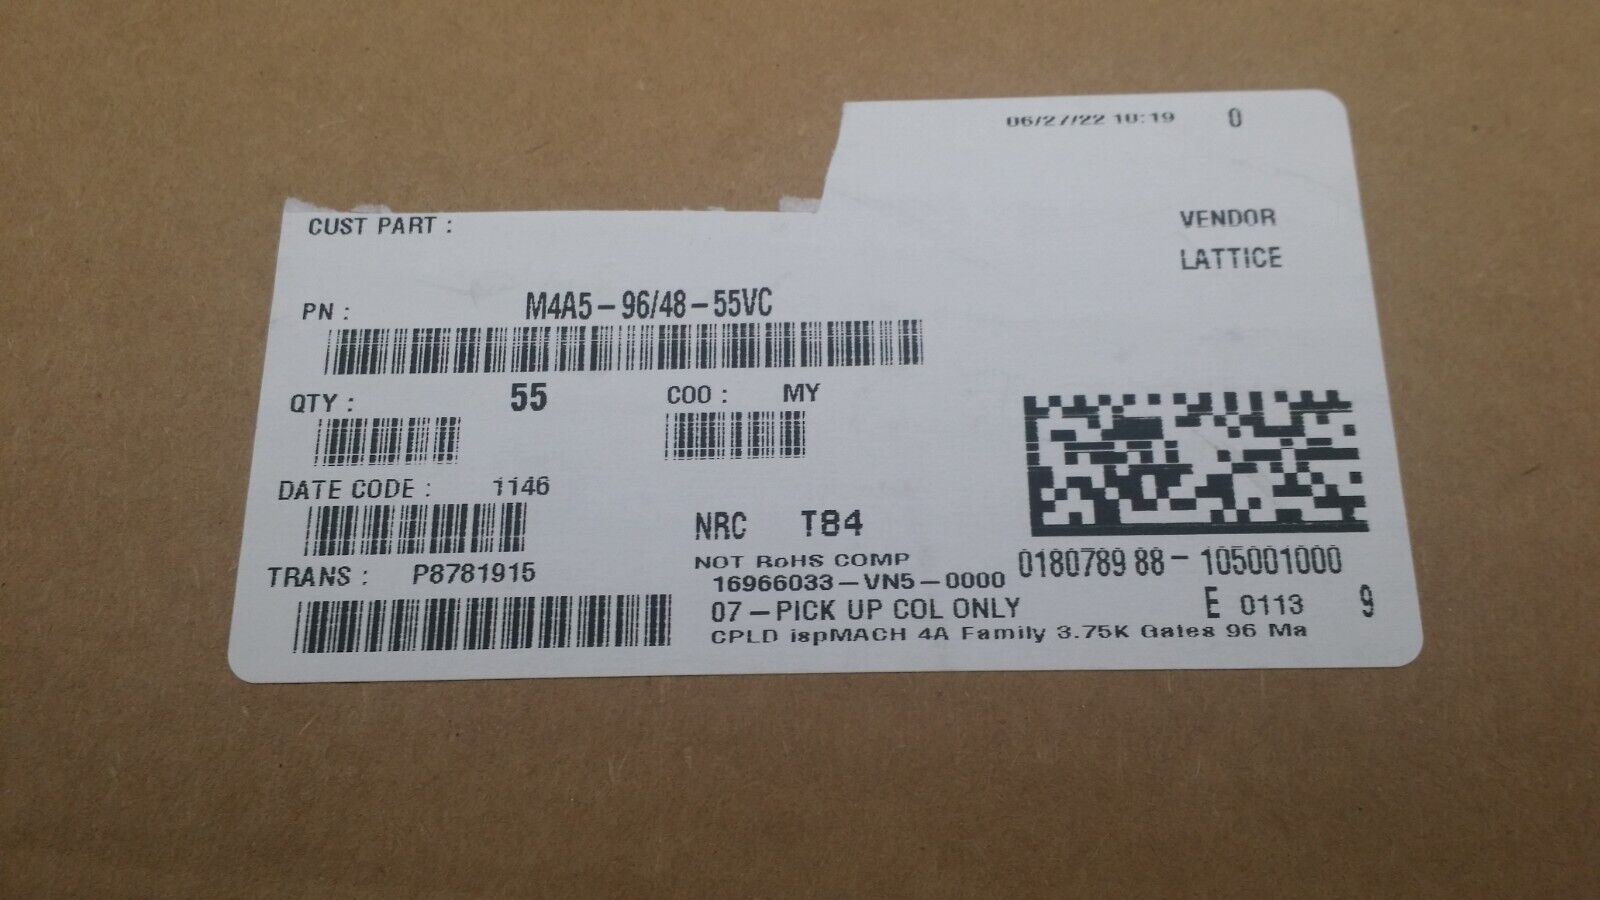 06/27/22 10:19 0
CUST PART :
VENDOR
LATTICE
PN : M4A5-96/48-55VC
QTY : 55
COO : MY
DATE CODE : 1146
NRC T84
NOT RoHS COMP
TRANS : P8781915
16966033-VN5-0000
018078988-105001000
07-PICK UP COL ONLY
E 0113 9
CPLD ispMACH 4A Family 3.75K Gates 96 Ma